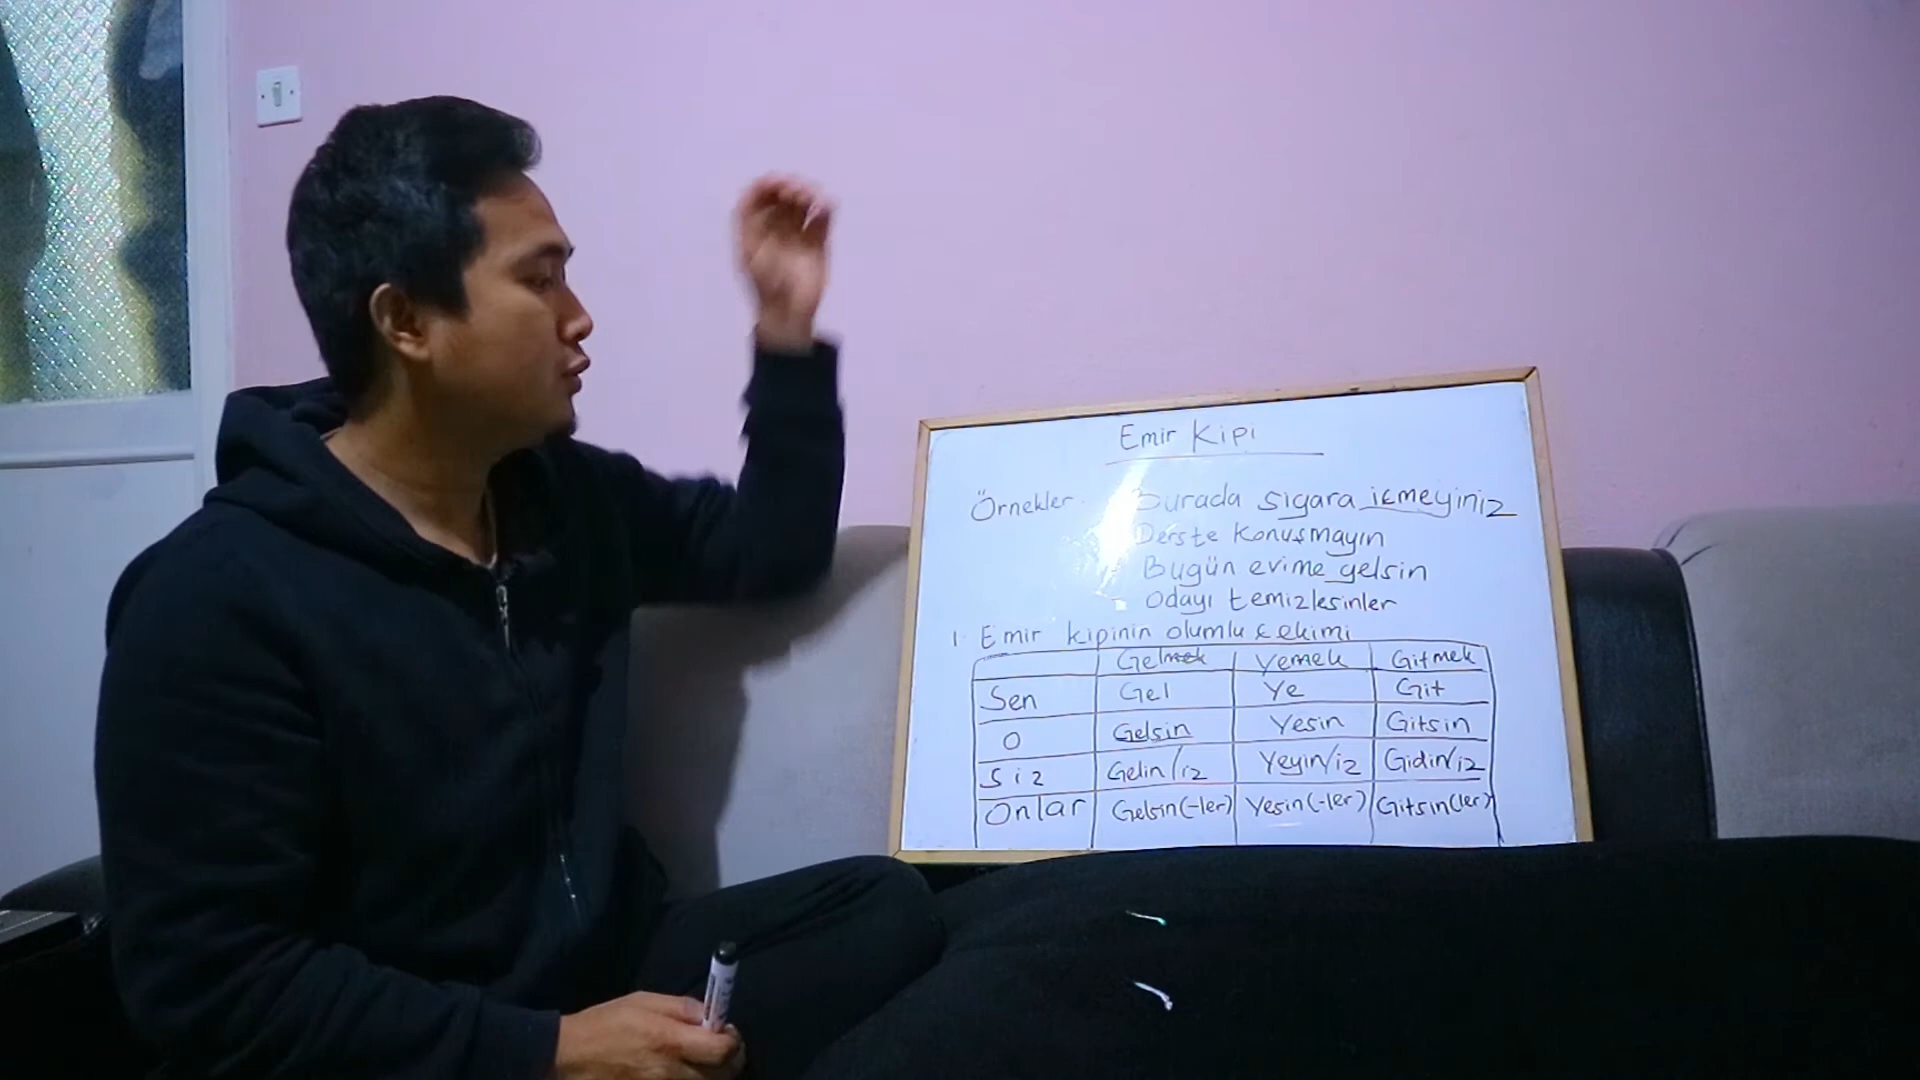 Emir Kipi
Örnekler. Burada sigara içmeyiniz
Derste konuşmayın
Bugün evime gelsin
Odayı temizlesinler
1. Emir kipinin olumlu çekimi
Gelmek Yemek Gitmek
Sen Gel Ye Git
O Gelsin Yesin Gitsin
Siz Gelin/iz Yeyin/iz Gidin/iz
Onlar Gelsin(-ler) Yesin(-ler) Gitsin(ler)